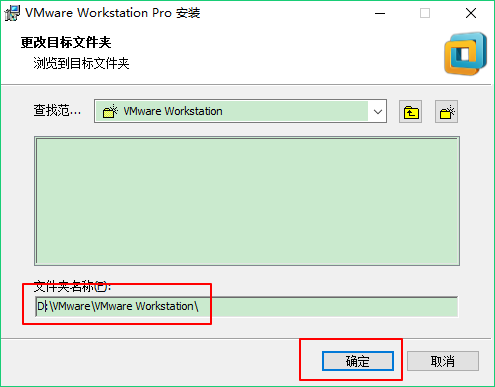 VMware Workstation Pro 安装
更改目标文件夹
浏览到目标文件夹
查找范...
VMware Workstation
文件夹名称(F):
D:\VMware\VMware Workstation\
确定
取消